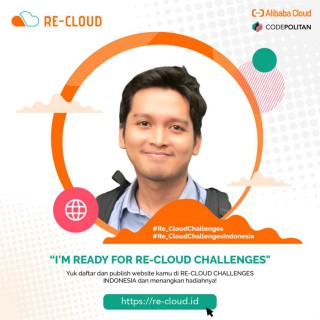 RE-CLOUD
Alibaba Cloud
CODEPOLITAN
#Re_CloudChallenges
#Re_CloudChallengesIndonesia
“I'M READY FOR RE-CLOUD CHALLENGES"
Yuk daftar dan publish website kamu di RE-CLOUD CHALLENGES
INDONESIA dan menangkan hadiahnya!
https://re-cloud.id